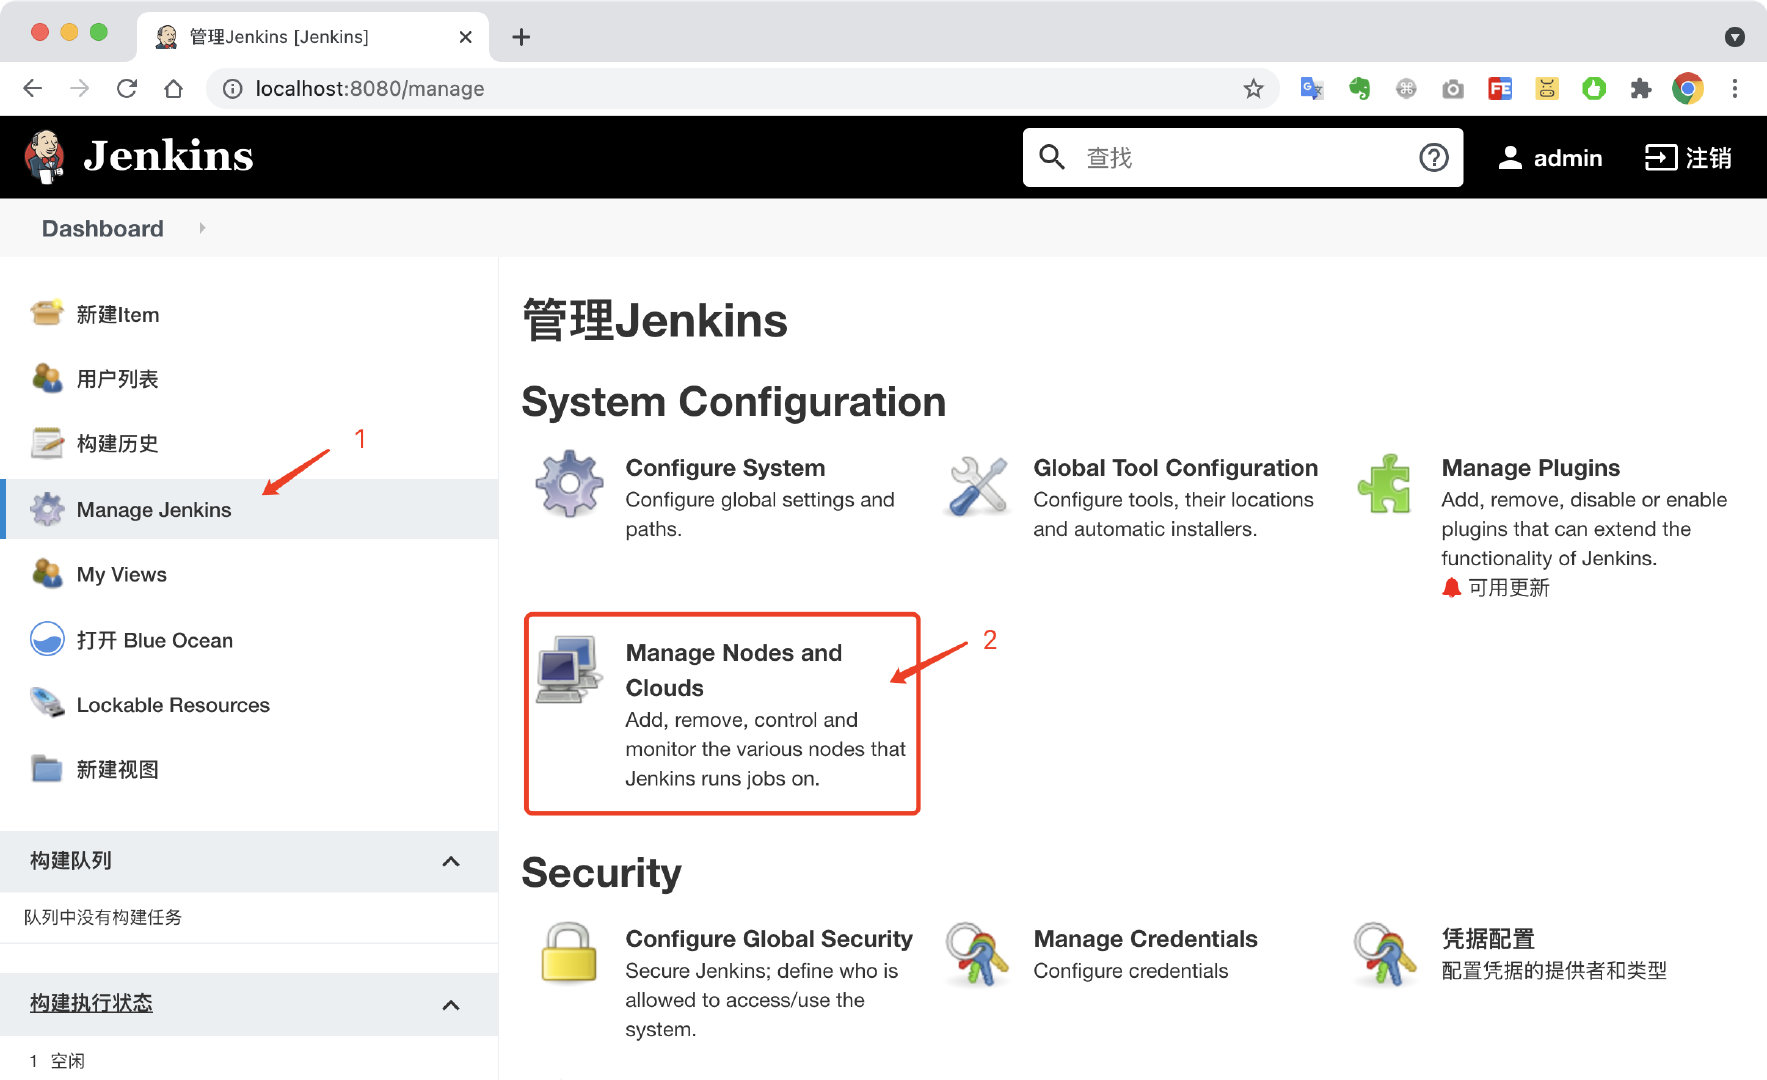 管理Jenkins [Jenkins]
localhost:8080/manage
Jenkins
查找
admin
注销
Dashboard
新建Item
用户列表
构建历史
1
Manage Jenkins
My Views
打开 Blue Ocean
Lockable Resources
新建视图
构建队列
队列中没有构建任务
构建执行状态
1 空闲
管理Jenkins
System Configuration
Configure System
Configure global settings and
paths.
Global Tool Configuration
Configure tools, their locations
and automatic installers.
Manage Plugins
Add, remove, disable or enable
plugins that can extend the
functionality of Jenkins.
可用更新
Manage Nodes and
Clouds
Add, remove, control and
monitor the various nodes that
Jenkins runs jobs on.
2
Security
Configure Global Security
Secure Jenkins; define who is
allowed to access/use the
system.
Manage Credentials
Configure credentials
凭据配置
配置凭据的提供者和类型